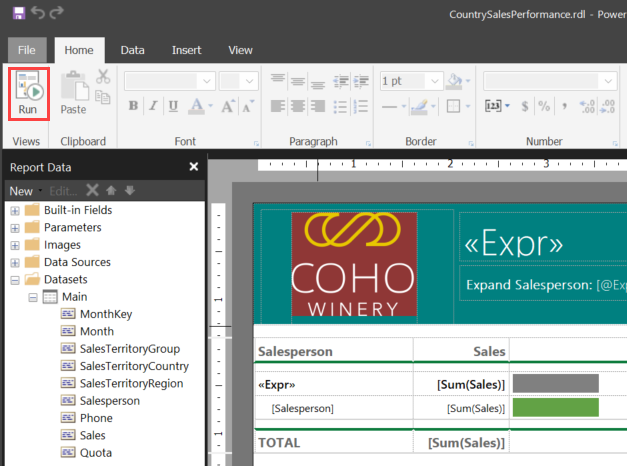 CountrySalesPerformance.rdl - Power
File Home Data Insert View
1 pt
B I U A A A
[123] $ % ,
Run Paste
Views Clipboard Font Paragraph Border Number
Report Data
New Edit...
Built-in Fields
Parameters
Images
Data Sources
Datasets
Main
MonthKey
Month
SalesTerritoryGroup
SalesTerritoryCountry
SalesTerritoryRegion
Salesperson
Phone
Sales
Quota
1 2 3
COHO
WINERY
«Expr»
Expand Salesperson: [@Exp
Salesperson Sales
«Expr» [Sum(Sales)]
[Salesperson] [Sum(Sales)]
TOTAL [Sum(Sales)]